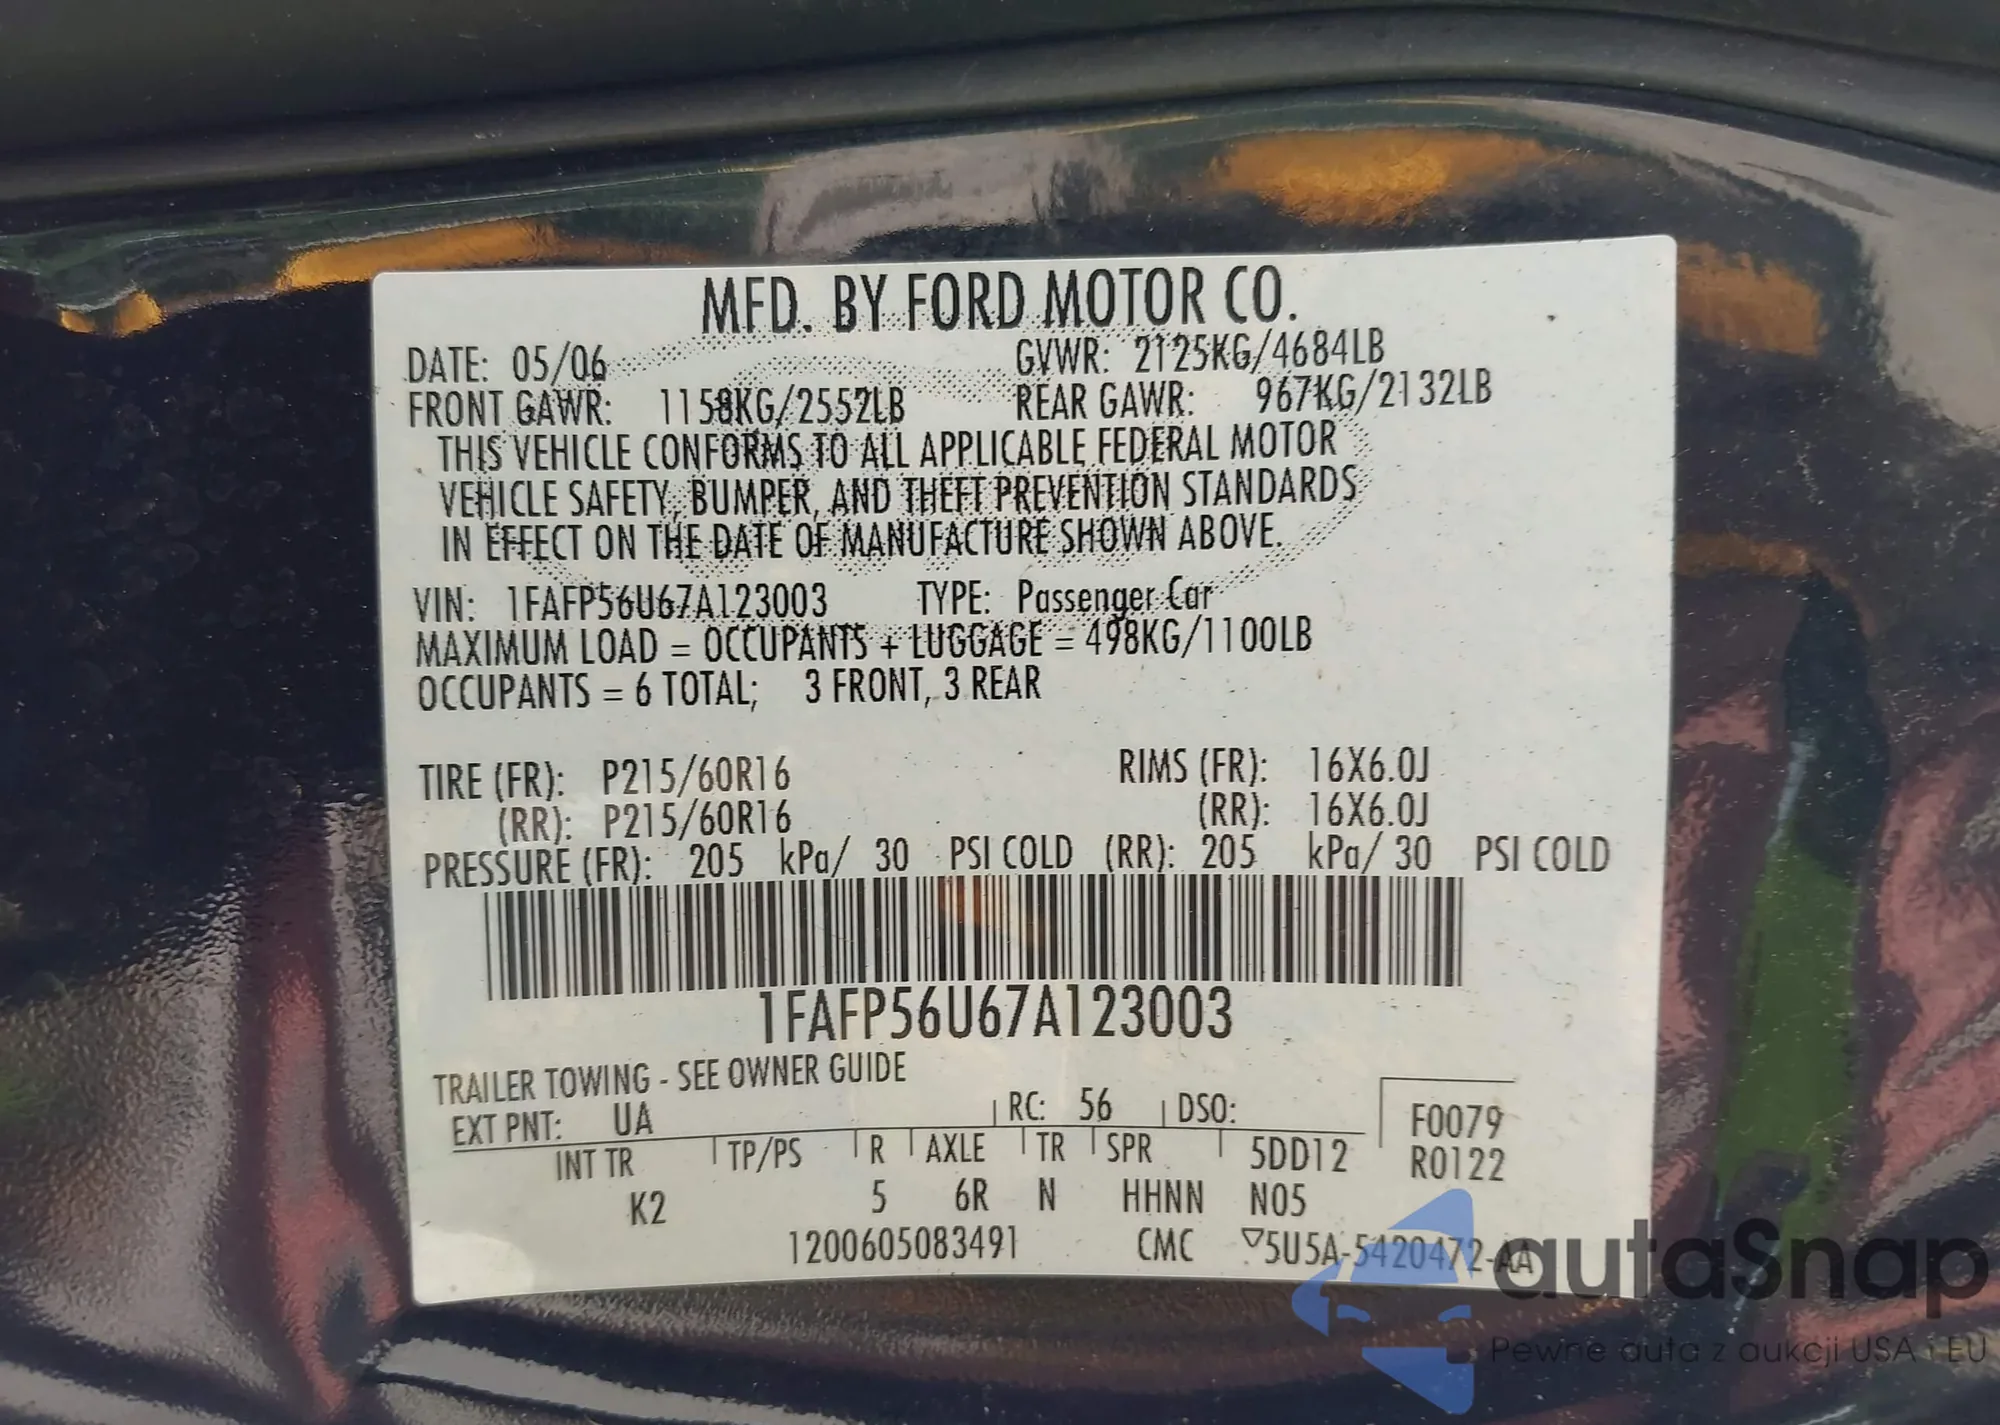 MFD. BY FORD MOTOR CO.
DATE: 05/06 GVWR: 2125KG/4684LB
FRONT GAWR: 1158KG/2552LB REAR GAWR: 967KG/2132LB
THIS VEHICLE CONFORMS TO ALL APPLICABLE FEDERAL MOTOR
VEHICLE SAFETY, BUMPER, AND THEFT PREVENTION STANDARDS
IN EFFECT ON THE DATE OF MANUFACTURE SHOWN ABOVE.
VIN: 1FAFP56U67A123003 TYPE: Passenger Car
MAXIMUM LOAD = OCCUPANTS + LUGGAGE = 498KG/1100LB
OCCUPANTS = 6 TOTAL; 3 FRONT, 3 REAR
TIRE (FR): P215/60R16 RIMS (FR): 16X6.0J
(RR): P215/60R16 (RR): 16X6.0J
PRESSURE (FR): 205 kPa/ 30 PSI COLD (RR): 205 kPa/ 30 PSI COLD
1FAFP56U67A123003
TRAILER TOWING - SEE OWNER GUIDE
EXT PNT: UA RC: 56 DSO: F0079
INT TR TP/PS R AXLE TR SPR 5DD12 R0122
K2 5 6R N HHNN N05
1200605083491 CMC ▽5U5A-5420472-AA
autaSnap
Pewne auta z aukcji USA i EU